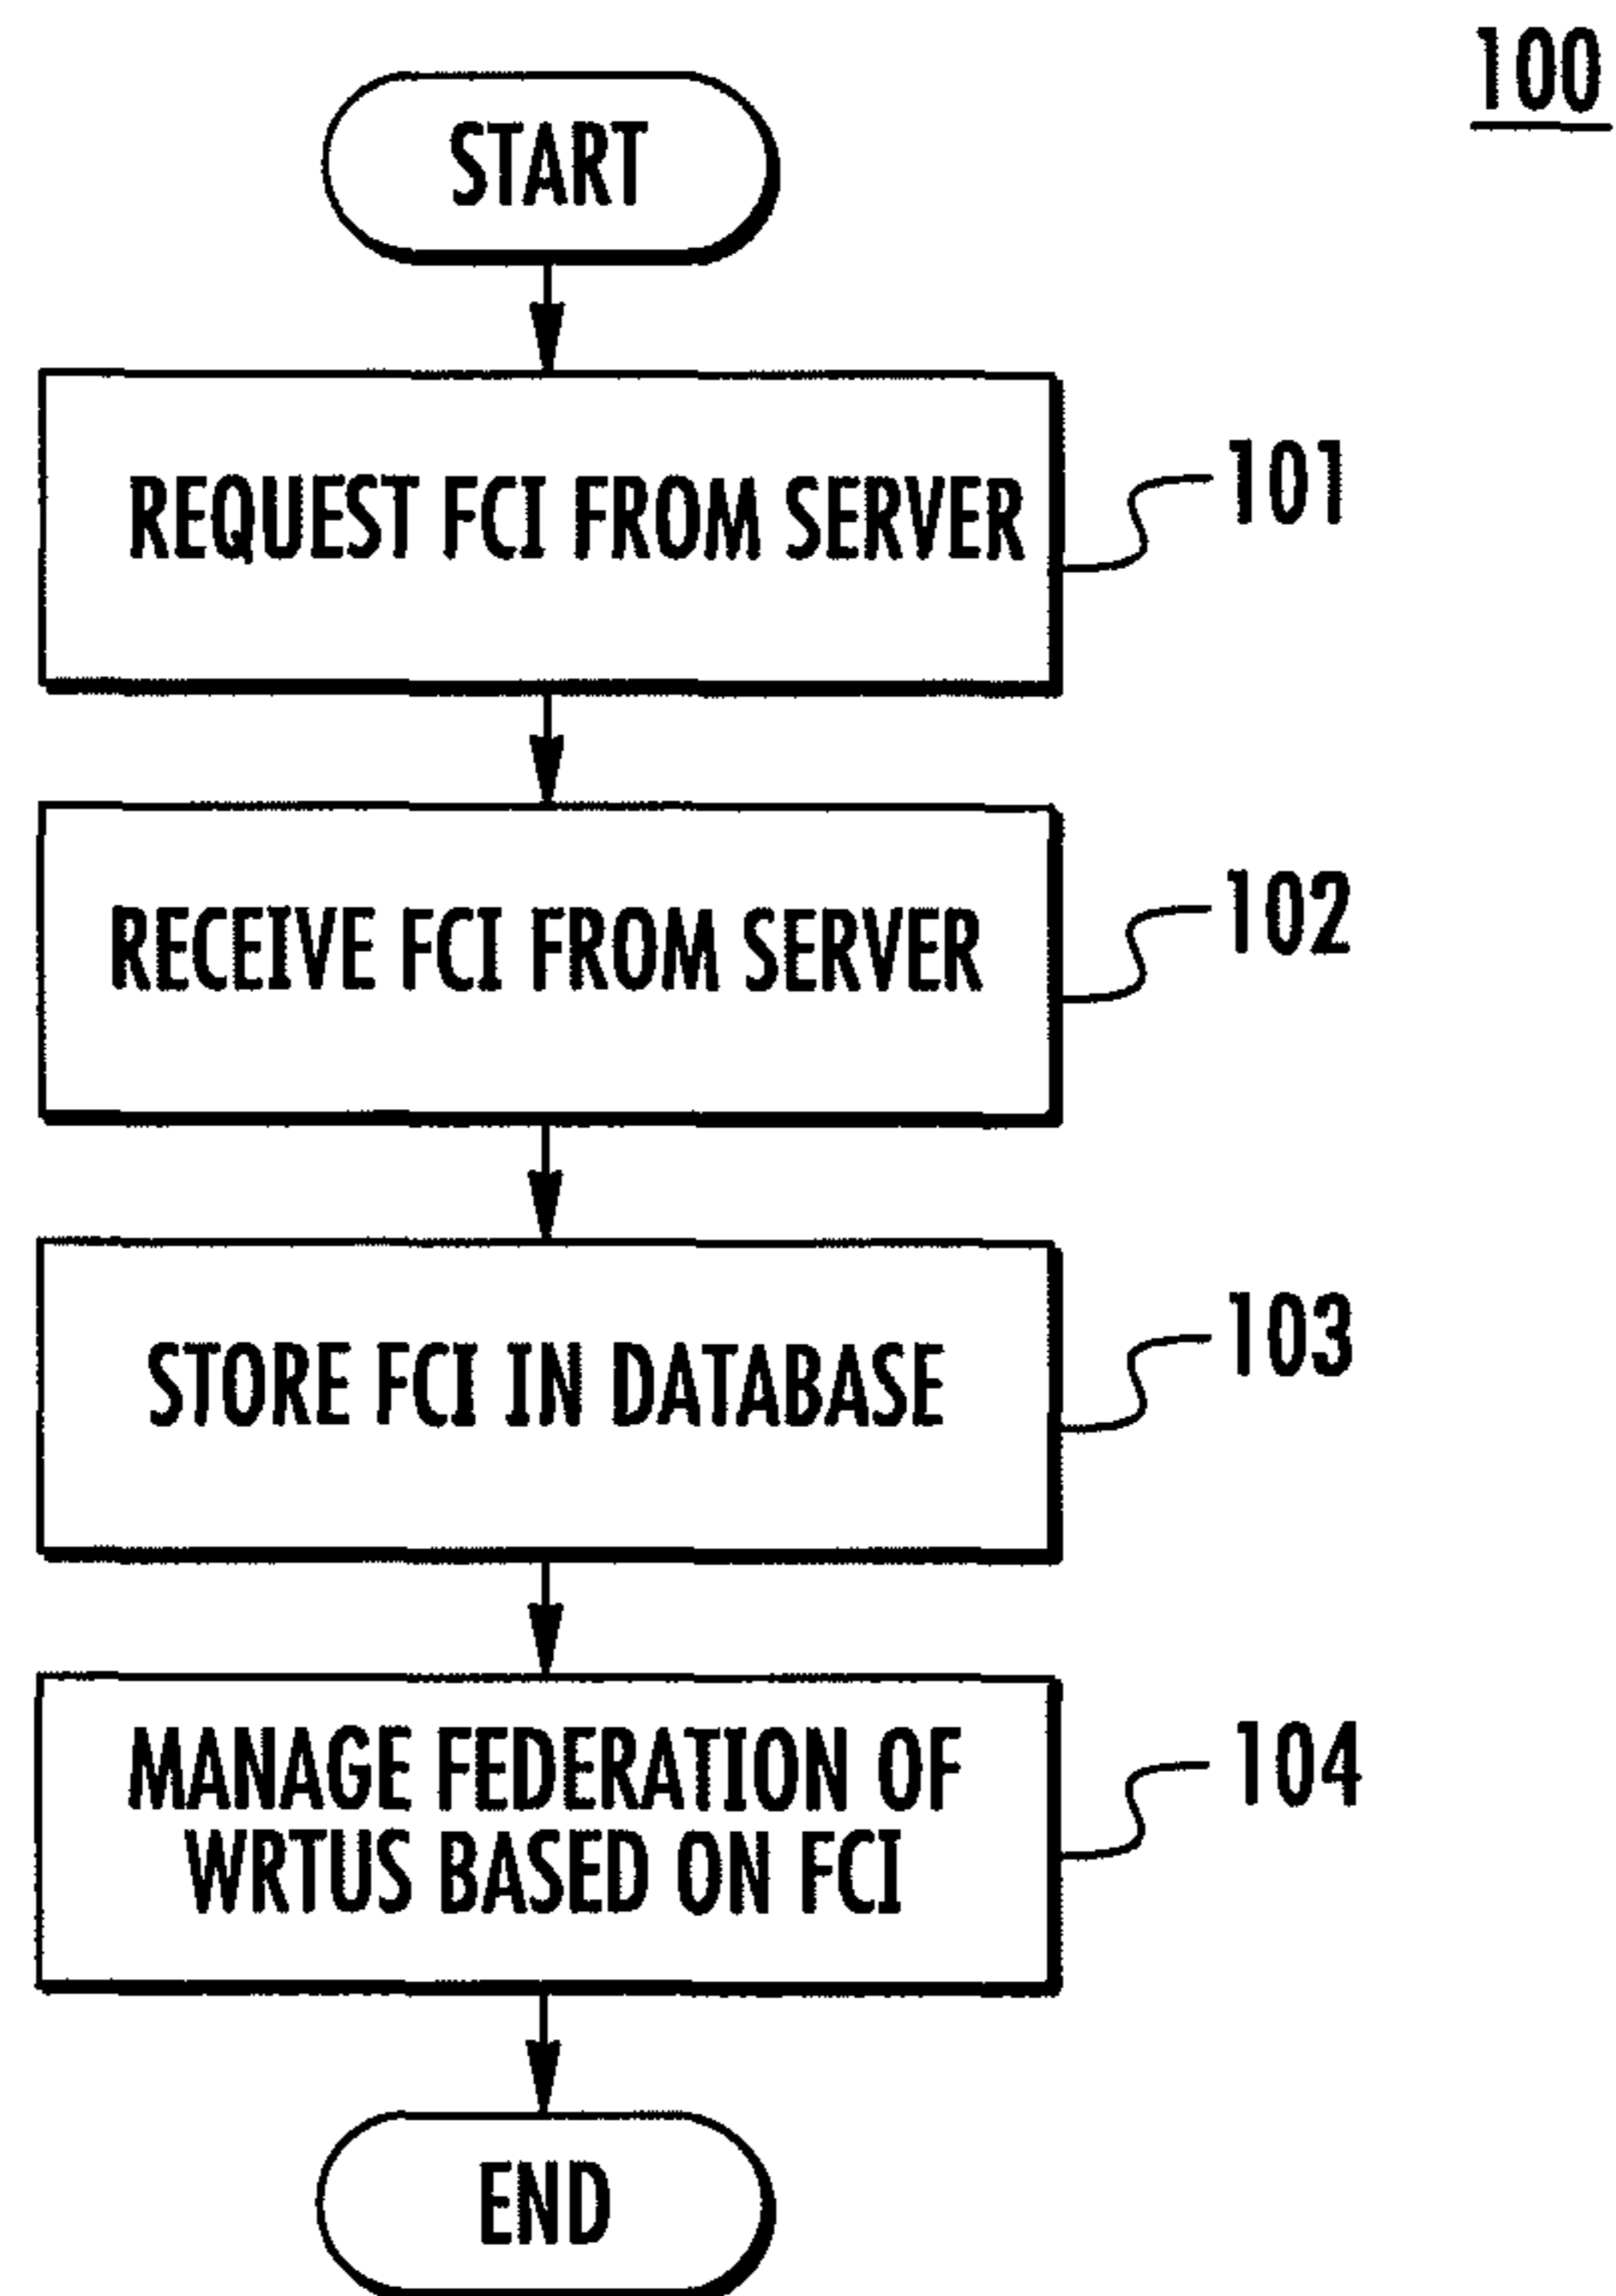 100
START
REQUEST FCI FROM SERVER
101
RECEIVE FCI FROM SERVER
102
STORE FCI IN DATABASE
103
MANAGE FEDERATION OF
WRTUS BASED ON FCI
104
END